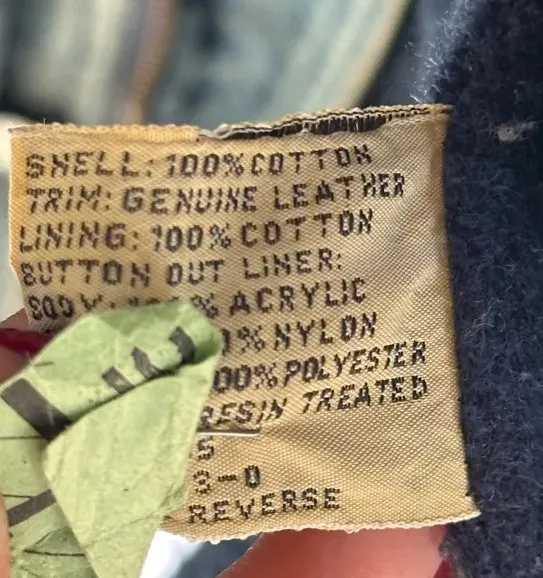 SHELL: 100% COTTON
TRIM: GENUINE LEATHER
LINING: 100% COTTON
BUTTON OUT LINER:
% ACRYLIC
% NYLON
% POLYESTER
RESIN TREATED
S
REVERSE